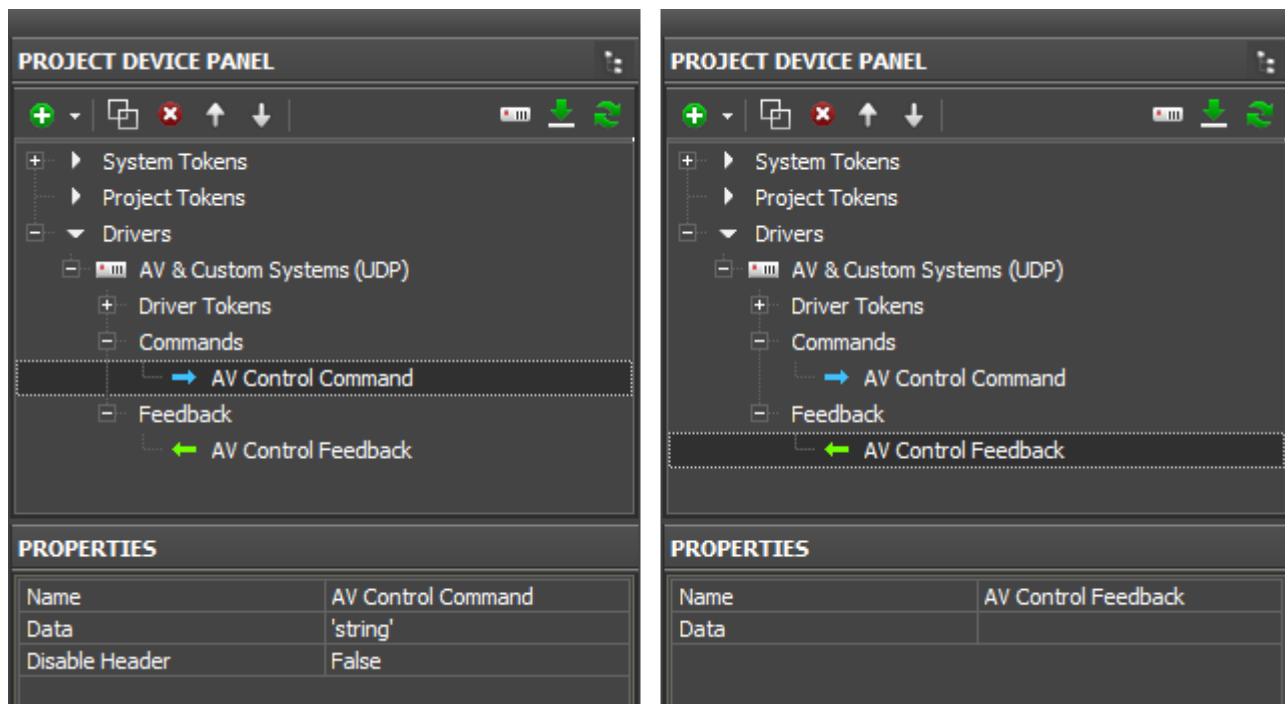 PROJECT DEVICE PANEL
System Tokens
Project Tokens
Drivers
AV & Custom Systems (UDP)
Driver Tokens
Commands
AV Control Command
Feedback
AV Control Feedback
PROPERTIES
Name AV Control Command
Data 'string'
Disable Header False
PROJECT DEVICE PANEL
System Tokens
Project Tokens
Drivers
AV & Custom Systems (UDP)
Driver Tokens
Commands
AV Control Command
Feedback
AV Control Feedback
PROPERTIES
Name AV Control Feedback
Data